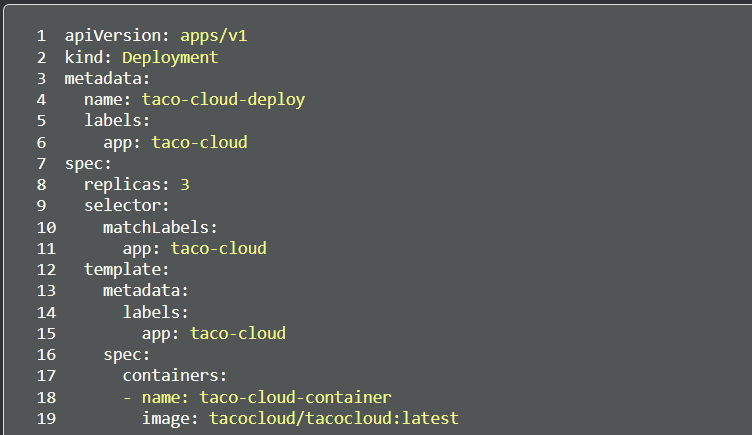 1 apiVersion: apps/v1
2 kind: Deployment
3 metadata:
4   name: taco-cloud-deploy
5   labels:
6     app: taco-cloud
7 spec:
8   replicas: 3
9   selector:
10     matchLabels:
11       app: taco-cloud
12   template:
13     metadata:
14       labels:
15         app: taco-cloud
16     spec:
17       containers:
18       - name: taco-cloud-container
19         image: tacocloud/tacocloud:latest